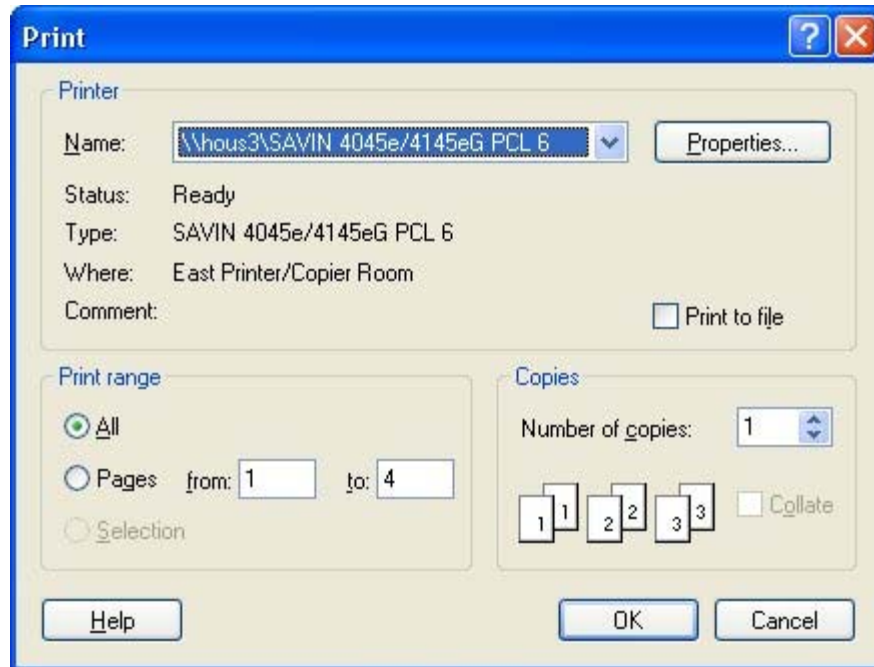 Print
Printer
Name: \\hous3\SAVIN 4045e/4145eG PCL 6 Properties...
Status: Ready
Type: SAVIN 4045e/4145eG PCL 6
Where: East Printer/Copier Room
Comment: Print to file
Print range
All
Pages from: 1 to: 4
Selection
Copies
Number of copies: 1
1 1 2 2 3 3 Collate
Help OK Cancel